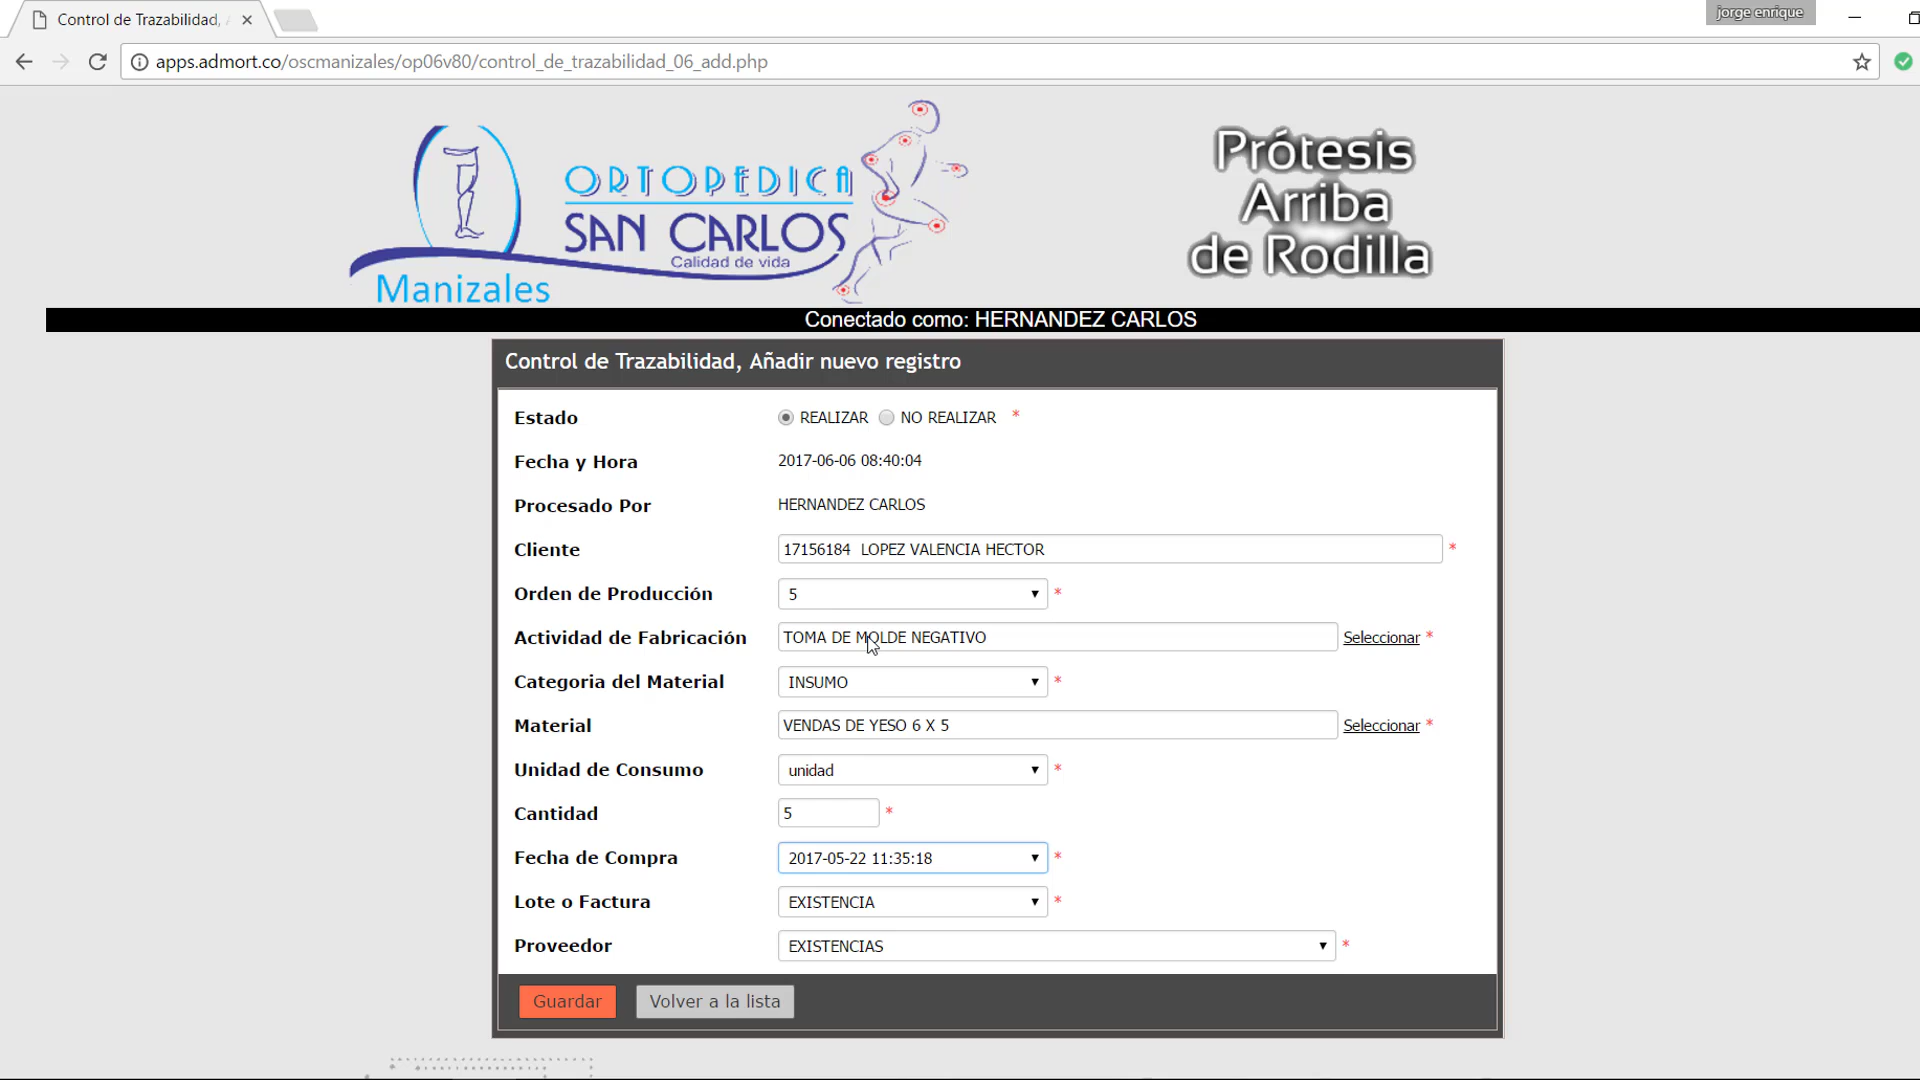 Control de Trazabilidad, A
jorge enrique
apps.admort.co/oscmanizales/op06v80/control_de_trazabilidad_06_add.php
ORTOPEDICA
SAN CARLOS
Calidad de vida
Manizales
Prótesis
Arriba
de Rodilla
Conectado como: HERNANDEZ CARLOS
Control de Trazabilidad, Añadir nuevo registro
Estado REALIZAR NO REALIZAR *
Fecha y Hora 2017-06-06 08:40:04
Procesado Por HERNANDEZ CARLOS
Cliente 17156184 LOPEZ VALENCIA HECTOR *
Orden de Producción 5 *
Actividad de Fabricación TOMA DE MOLDE NEGATIVO Seleccionar *
Categoria del Material INSUMO *
Material VENDAS DE YESO 6 X 5 Seleccionar *
Unidad de Consumo unidad *
Cantidad 5 *
Fecha de Compra 2017-05-22 11:35:18 *
Lote o Factura EXISTENCIA *
Proveedor EXISTENCIAS *
Guardar Volver a la lista